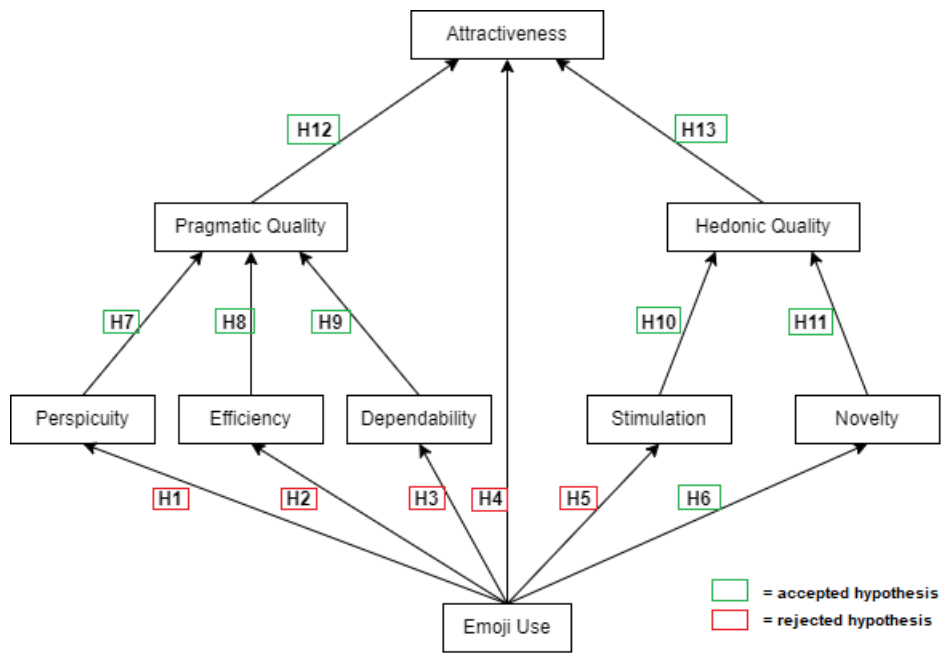 Attractiveness
H12
H13
Pragmatic Quality
Hedonic Quality
H7
H8
H9
H10
H11
Perspicuity
Efficiency
Dependability
Stimulation
Novelty
H1
H2
H3
H4
H5
H6
= accepted hypothesis
= rejected hypothesis
Emoji Use